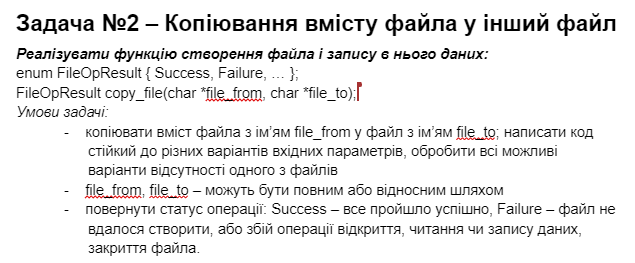 Задача №2 – Копіювання вмісту файла у інший файл
Реалізувати функцію створення файла і запису в нього даних:
enum FileOpResult { Success, Failure, … };
FileOpResult copy_file(char *file_from, char *file_to);
Умови задачі:
- копіювати вміст файла з ім’ям file_from у файл з ім’ям file_to; написати код
стійкий до різних варіантів вхідних параметрів, обробити всі можливі
варіанти відсутності одного з файлів
- file_from, file_to – можуть бути повним або відносним шляхом
- повернути статус операції: Success – все пройшло успішно, Failure – файл не
вдалося створити, або збій операції відкриття, читання чи запису даних,
закриття файла.